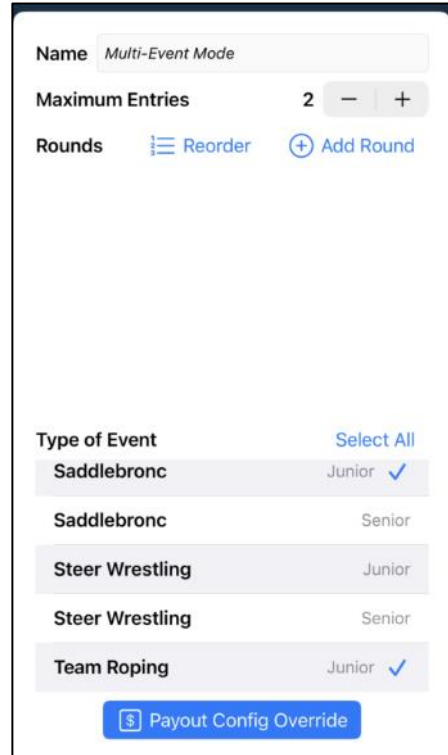 Name Multi-Event Mode
Maximum Entries 2 − +
Rounds Reorder Add Round
Type of Event Select All
Saddlebronc Junior
Saddlebronc Senior
Steer Wrestling Junior
Steer Wrestling Senior
Team Roping Junior
$ Payout Config Override